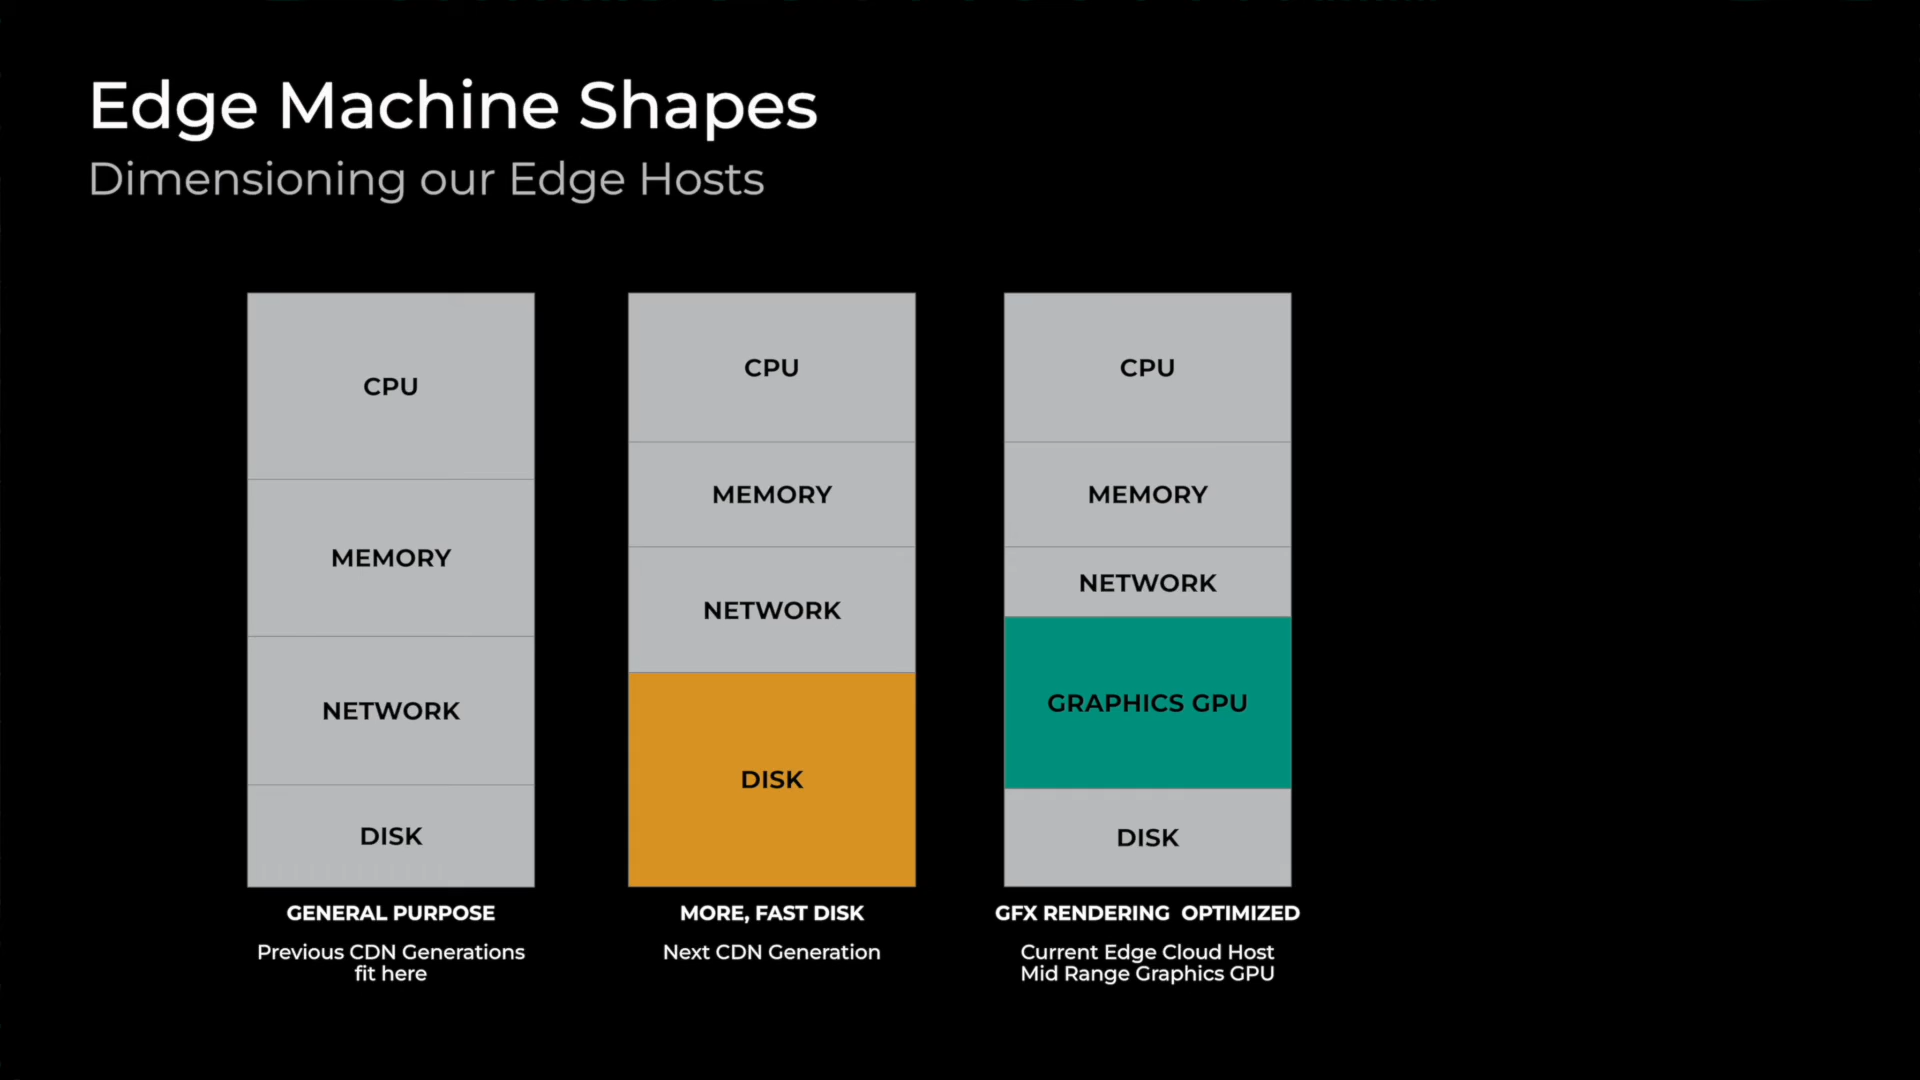 Edge Machine Shapes
Dimensioning our Edge Hosts
CPU
MEMORY
NETWORK
DISK
GENERAL PURPOSE
Previous CDN Generations
fit here
CPU
MEMORY
NETWORK
DISK
MORE, FAST DISK
Next CDN Generation
CPU
MEMORY
NETWORK
GRAPHICS GPU
DISK
GFX RENDERING OPTIMIZED
Current Edge Cloud Host
Mid Range Graphics GPU